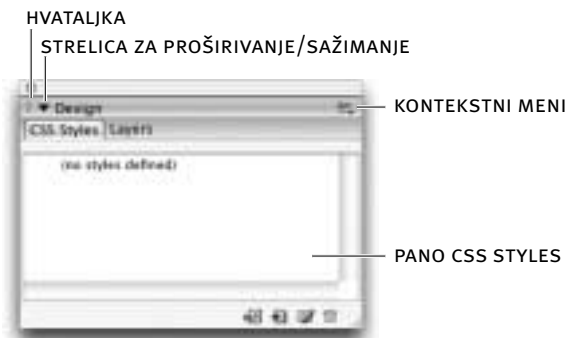 HVATALJKA
STRELICA ZA PROŠIRIVANJE/SAŽIMANJE
Design
KONTEKSTNI MENI
CSS Styles Layers
(no styles defined)
PANO CSS STYLES